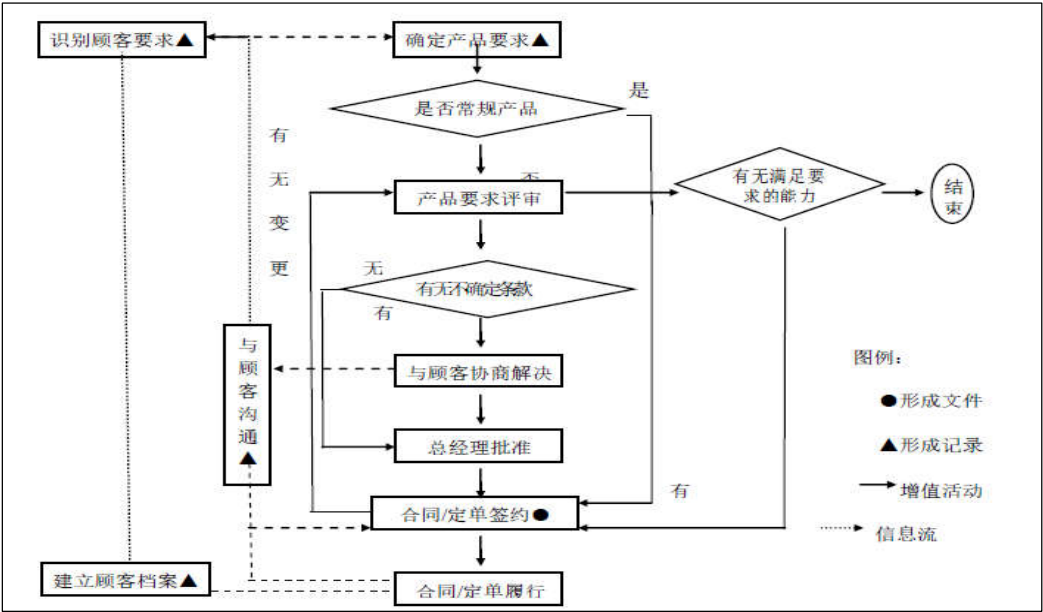 识别顾客要求▲
确定产品要求▲
是
是否常规产品
有
无
变
更
否
产品要求评审
有无满足要
求的能力
结
束
无
有无不确定条款
有
与
顾
客
沟
通
▲
与顾客协商解决
图例：
●形成文件
总经理批准
▲形成记录
有
增值活动
合同/定单签约●
信息流
建立顾客档案▲
合同/定单履行